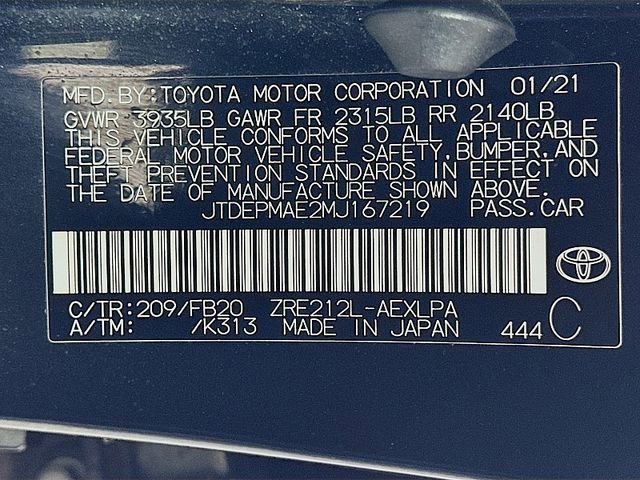 MFD.BY:TOYOTA MOTOR CORPORATION 01/21
GVWR 3935LB GAWR FR 2315LB RR 2140LB
THIS VEHICLE CONFORMS TO ALL APPLICABLE
FEDERAL MOTOR VEHICLE SAFETY,BUMPER,AND
THEFT PREVENTION STANDARDS IN EFFECT ON
THE DATE OF MANUFACTURE SHOWN ABOVE.
JTDEPMAE2MJ167219 PASS.CAR
C/TR:209/FB20 ZRE212L-AEXLPA
A/TM: /K313 MADE IN JAPAN 444 C